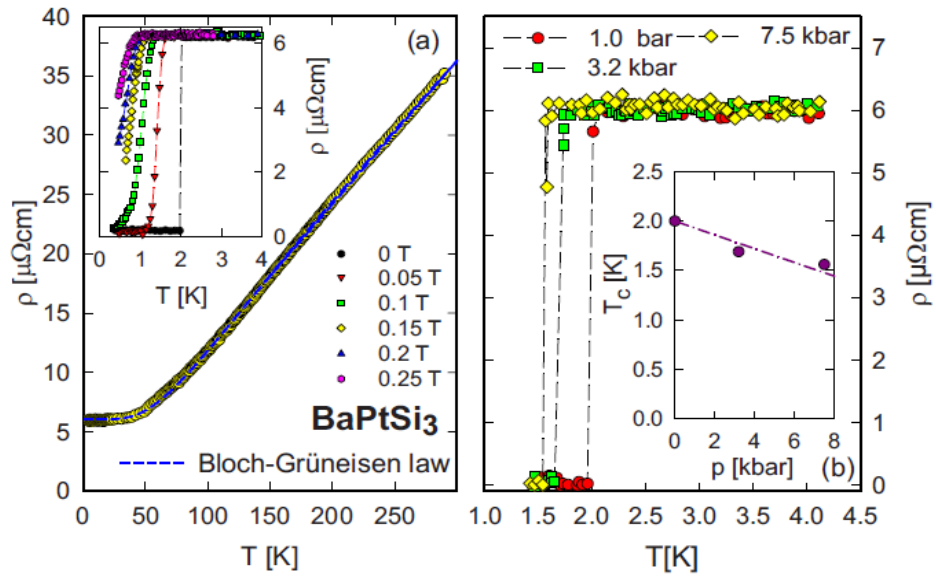 (a)
ρ [μΩcm]
40
35
30
25
20
15
10
5
0
0 50 100 150 200 250
T [K]
0 1 2 3 4
T [K]
6
4
2
0
ρ [μΩcm]
0 T
0.05 T
0.1 T
0.15 T
0.2 T
0.25 T
BaPtSi3
Bloch-Grüneisen law
1.0 bar
7.5 kbar
3.2 kbar
7
6
5
4
3
2
1
0
ρ [μΩcm]
1.0 1.5 2.0 2.5 3.0 3.5 4.0 4.5
T[K]
2.5
2.0
1.5
1.0
0.5
0.0
Tc [K]
0 2 4 6 8
p [kbar]
(b)